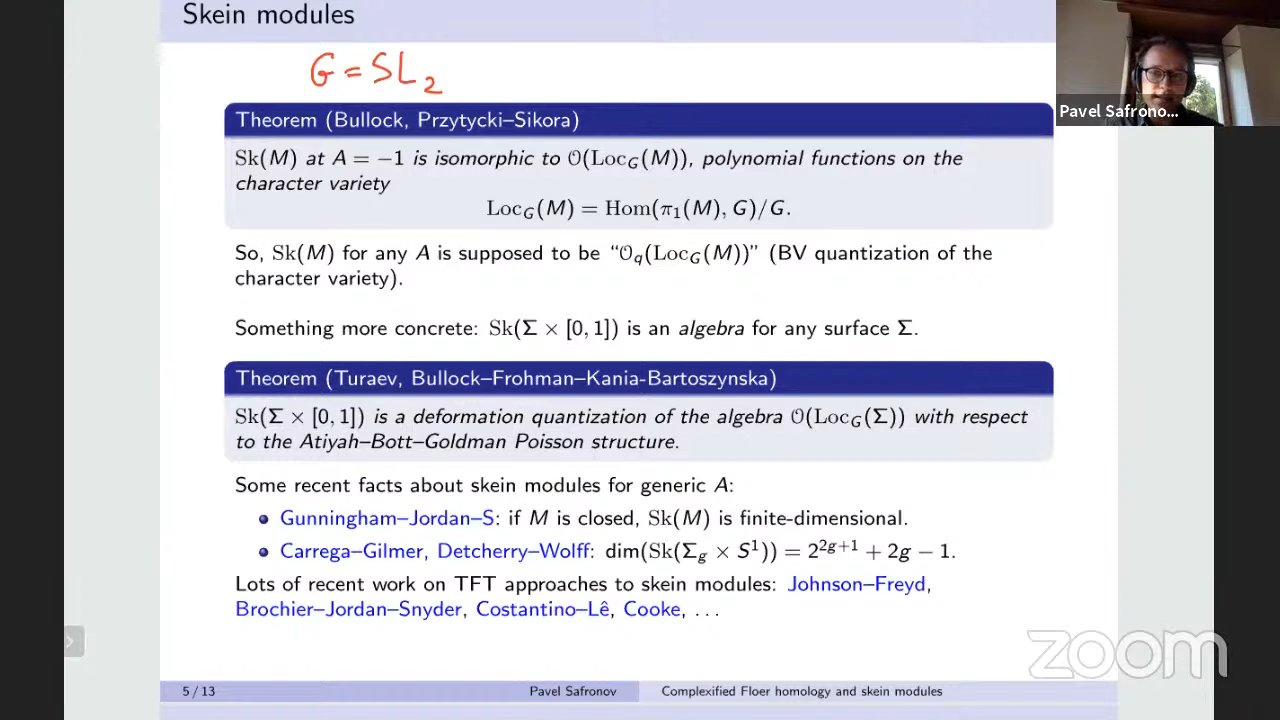 Skein modules
G = SL₂
Pavel Safrono...
Theorem (Bullock, Przytycki–Sikora)
Sk(M) at A = −1 is isomorphic to O(Loc_G(M)), polynomial functions on the
character variety
Loc_G(M) = Hom(π₁(M), G)/G.
So, Sk(M) for any A is supposed to be “O_q(Loc_G(M))” (BV quantization of the
character variety).
Something more concrete: Sk(Σ × [0, 1]) is an algebra for any surface Σ.
Theorem (Turaev, Bullock–Frohman–Kania-Bartoszynska)
Sk(Σ × [0, 1]) is a deformation quantization of the algebra O(Loc_G(Σ)) with respect
to the Atiyah–Bott–Goldman Poisson structure.
Some recent facts about skein modules for generic A:
Gunningham–Jordan–S: if M is closed, Sk(M) is finite-dimensional.
Carrega–Gilmer, Detcherry–Wolff: dim(Sk(Σ_g × S¹)) = 2^{2g+1} + 2g − 1.
Lots of recent work on TFT approaches to skein modules: Johnson–Freyd,
Brochier–Jordan–Snyder, Costantino–Lê, Cooke, . . .
zoom
5 / 13 Pavel Safronov Complexified Floer homology and skein modules